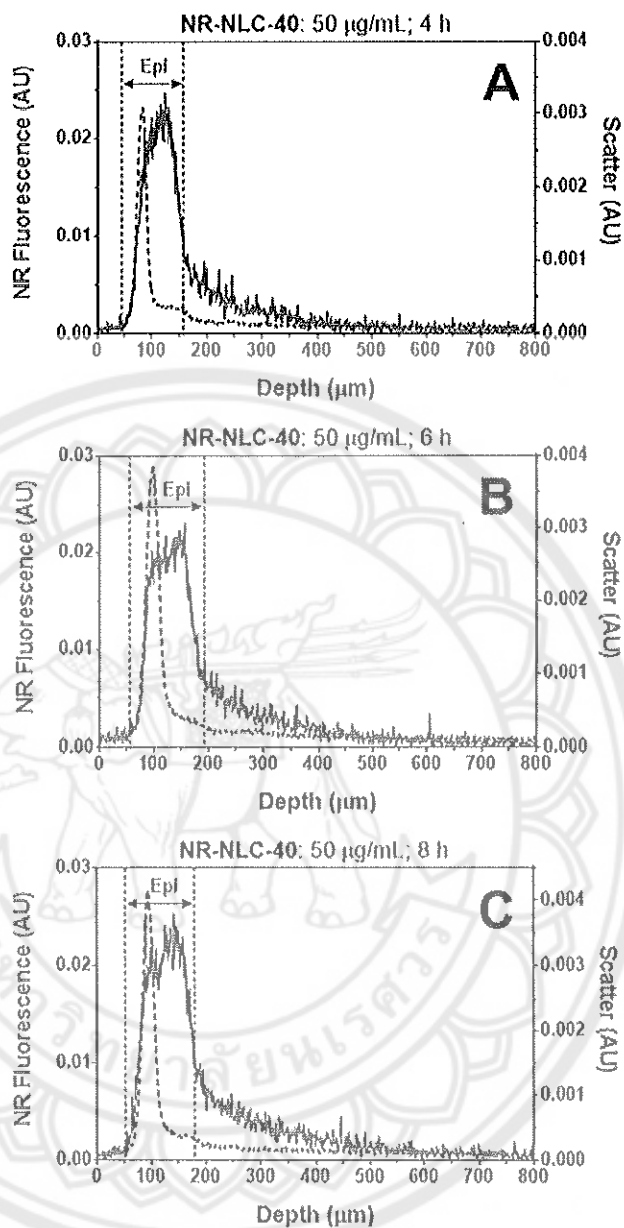 NR-NLC-40: 50 µg/mL; 4 h
0.03
0.02
0.01
0.00
NR Fluorescence (AU)
Epi
A
0.004
0.003
0.002
0.001
0.000
Scatter (AU)
0 100 200 300 400 500 600 700 800
Depth (µm)
NR-NLC-40: 50 µg/mL; 6 h
0.03
0.02
0.01
0.00
NR Fluorescence (AU)
Epi
B
0.004
0.003
0.002
0.001
0.000
Scatter (AU)
0 100 200 300 400 500 600 700 800
Depth (µm)
NR-NLC-40: 50 µg/mL; 8 h
0.03
0.02
0.01
0.00
NR Fluorescence (AU)
Epi
C
0.004
0.003
0.002
0.001
0.000
Scatter (AU)
0 100 200 300 400 500 600 700 800
Depth (µm)